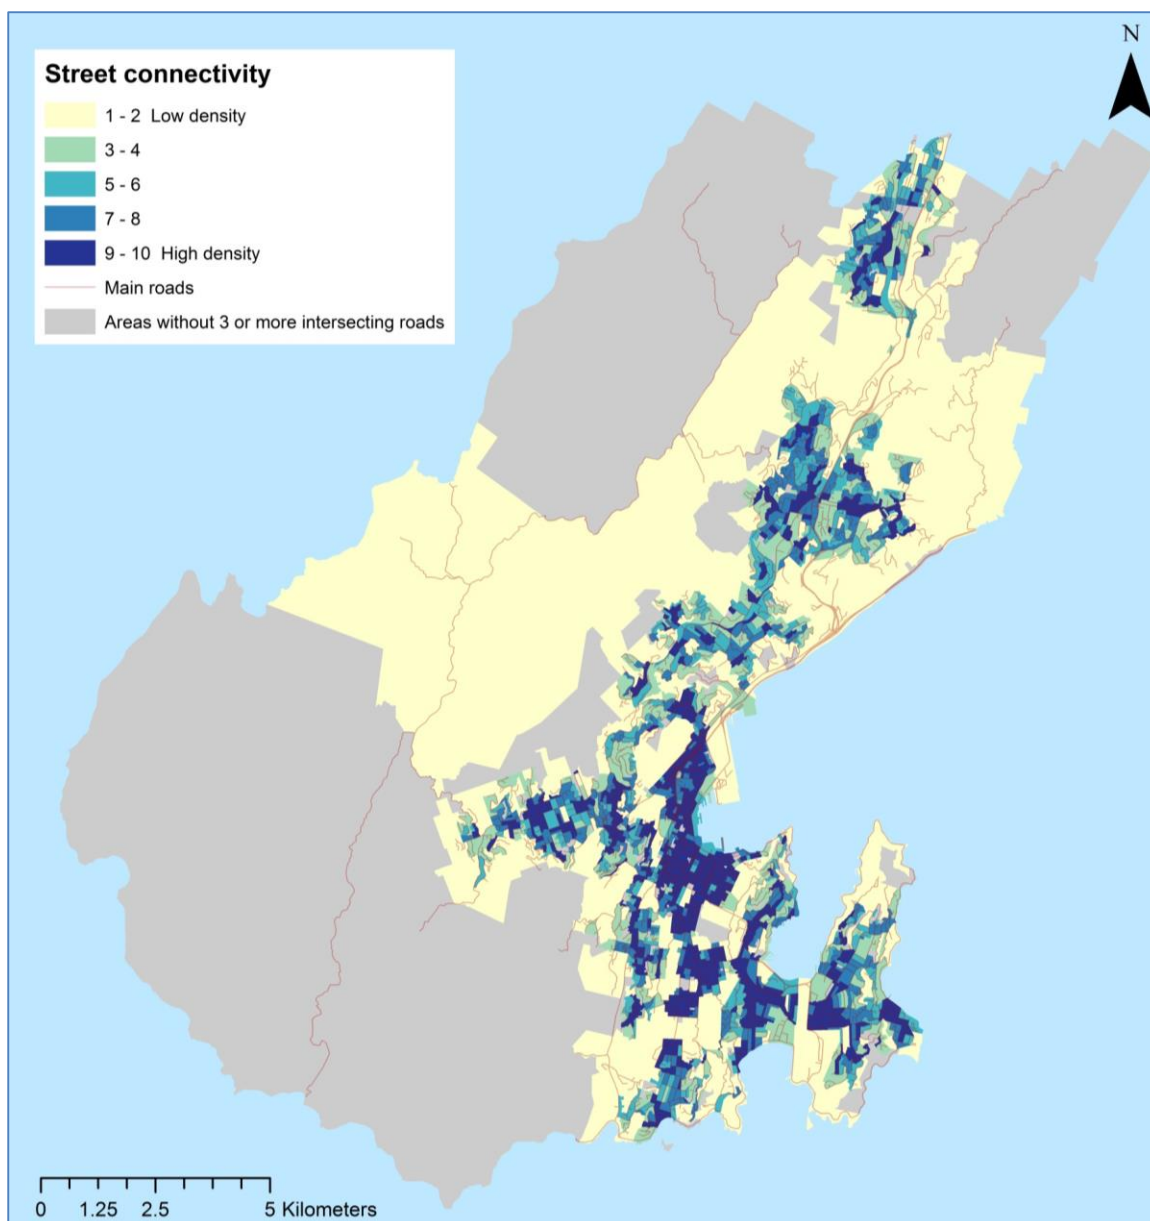 N
Street connectivity
1 - 2 Low density
3 - 4
5 - 6
7 - 8
9 - 10 High density
Main roads
Areas without 3 or more intersecting roads
0 1.25 2.5 5 Kilometers